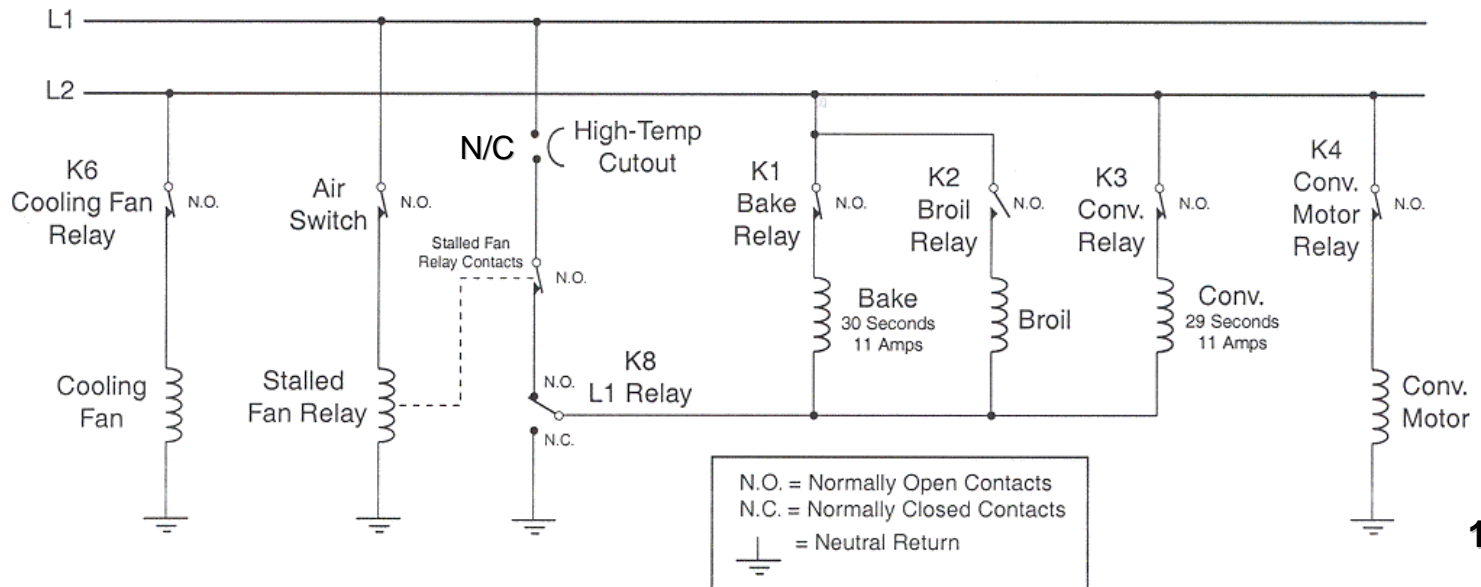 L1
L2
K6
Cooling Fan
Relay
N.O.
Air
Switch
N.O.
N/C
High-Temp
Cutout
Stalled Fan
Relay Contacts
N.O.
K1
Bake
Relay
N.O.
K2
Broil
Relay
N.O.
K3
Conv.
Relay
N.O.
K4
Conv.
Motor
Relay
N.O.
Cooling
Fan
Stalled
Fan Relay
K8
L1 Relay
N.O.
N.C.
Bake
30 Seconds
11 Amps
Broil
Conv.
29 Seconds
11 Amps
Conv.
Motor
N.O. = Normally Open Contacts
N.C. = Normally Closed Contacts
= Neutral Return
1